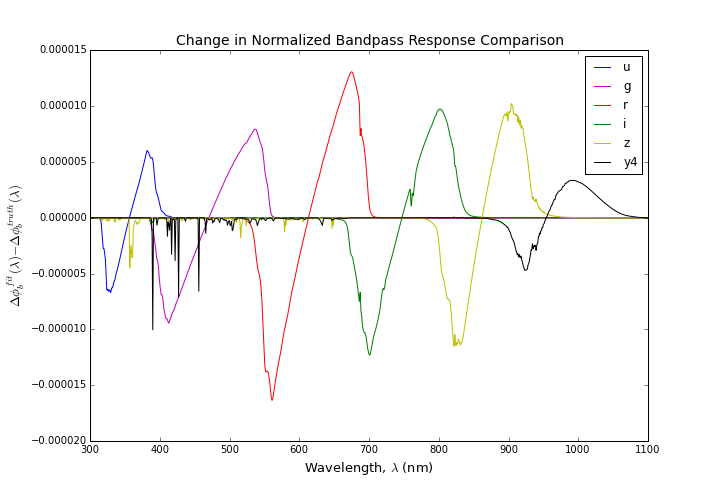 Change in Normalized Bandpass Response Comparison
0.000015
0.000010
0.000005
0.000000
−0.000005
−0.000010
−0.000015
−0.000020
Δϕ_b^{fit}(λ)−Δϕ_b^{truth}(λ)
u
g
r
i
z
y4
300 400 500 600 700 800 900 1000 1100
Wavelength, λ (nm)